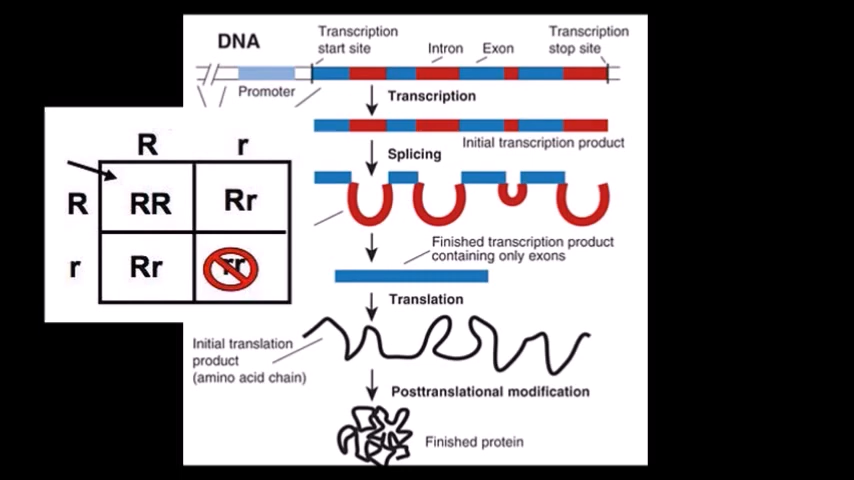 DNA
Transcription
start site
Intron
Exon
Transcription
stop site
Promoter
Transcription
Initial transcription product
Splicing
Finished transcription product
containing only exons
Translation
Initial translation
product
(amino acid chain)
Posttranslational modification
Finished protein
R r
R RR Rr
r Rr rr